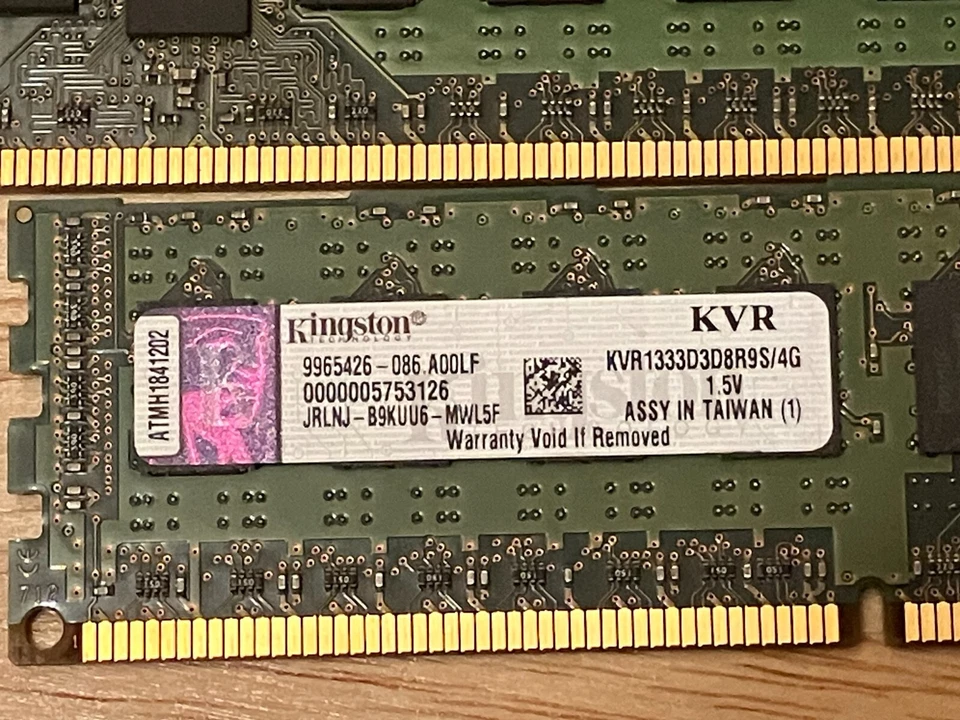 Kingston®
TECHNOLOGY
KVR
ATMH1841202
9965426-086.A00LF
0000005753126
JRLNJ-B9KUU6-MWL5F
KVR1333D3D8R9S/4G
1.5V
ASSY IN TAIWAN (1)
Warranty Void If Removed
CE